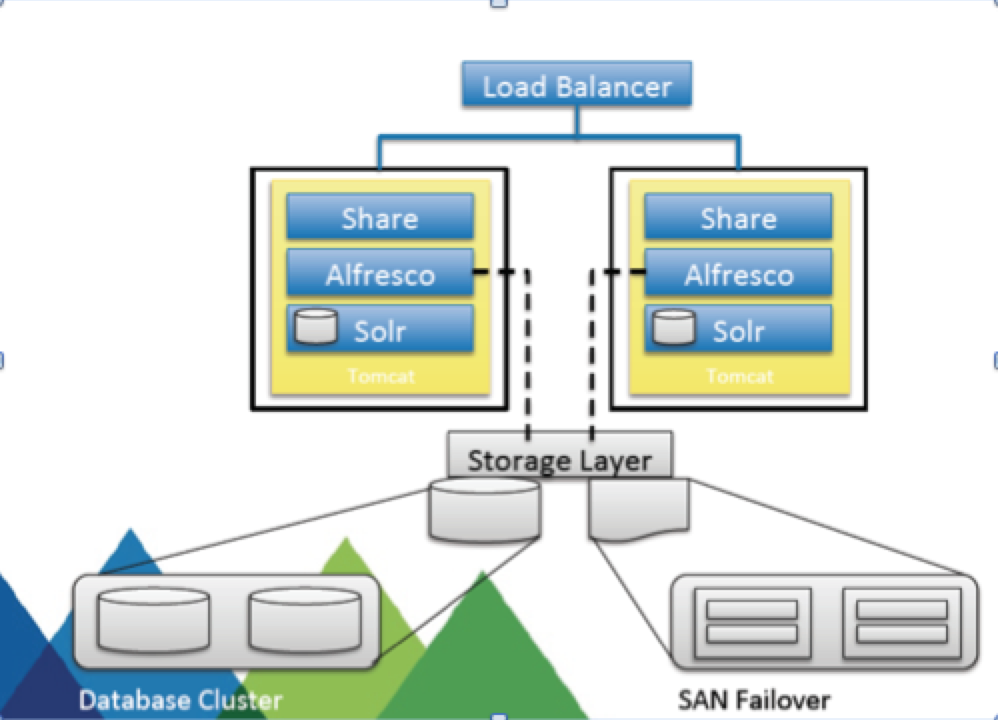 Load Balancer
Share
Alfresco
Solr
Tomcat
Share
Alfresco
Solr
Tomcat
Storage Layer
Database Cluster
SAN Failover